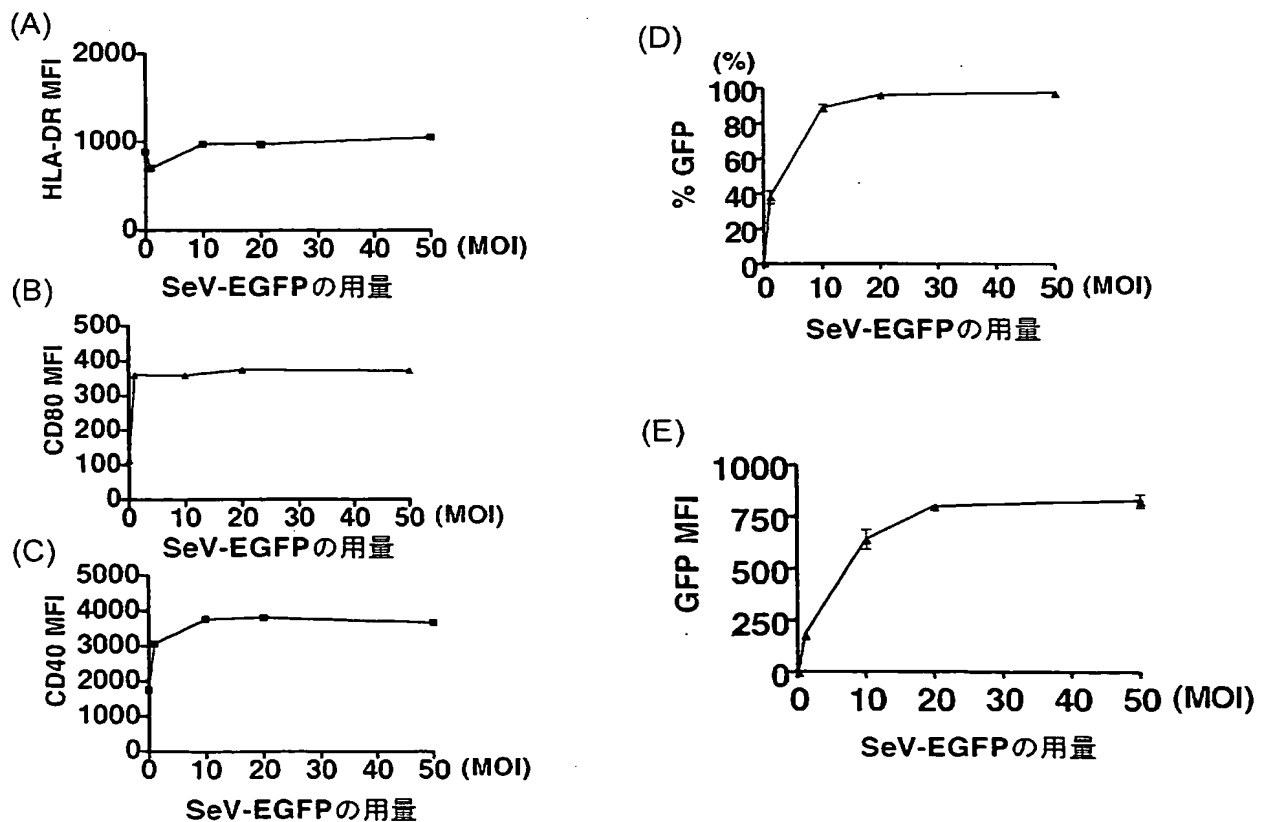 (A)
HLA-DR MFI
2000
1000
0
0 10 20 30 40 50 (MOI)
SeV-EGFPの用量
(B)
CD80 MFI
500
400
300
200
100
0
0 10 20 30 40 50 (MOI)
SeV-EGFPの用量
(C)
CD40 MFI
5000
4000
3000
2000
1000
0
0 10 20 30 40 50 (MOI)
SeV-EGFPの用量
(D)
(%)
% GFP
100
80
60
40
20
0
0 10 20 30 40 50 (MOI)
SeV-EGFPの用量
(E)
GFP MFI
1000
750
500
250
0
0 10 20 30 40 50 (MOI)
SeV-EGFPの用量